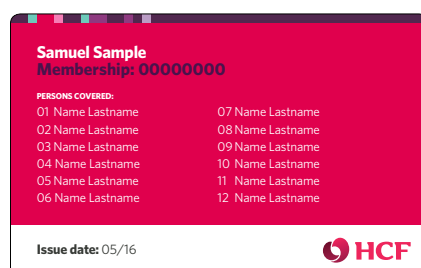 Samuel Sample
Membership: 00000000
PERSONS COVERED:
01 Name Lastname
02 Name Lastname
03 Name Lastname
04 Name Lastname
05 Name Lastname
06 Name Lastname
07 Name Lastname
08 Name Lastname
09 Name Lastname
10 Name Lastname
11 Name Lastname
12 Name Lastname
Issue date: 05/16
HCF